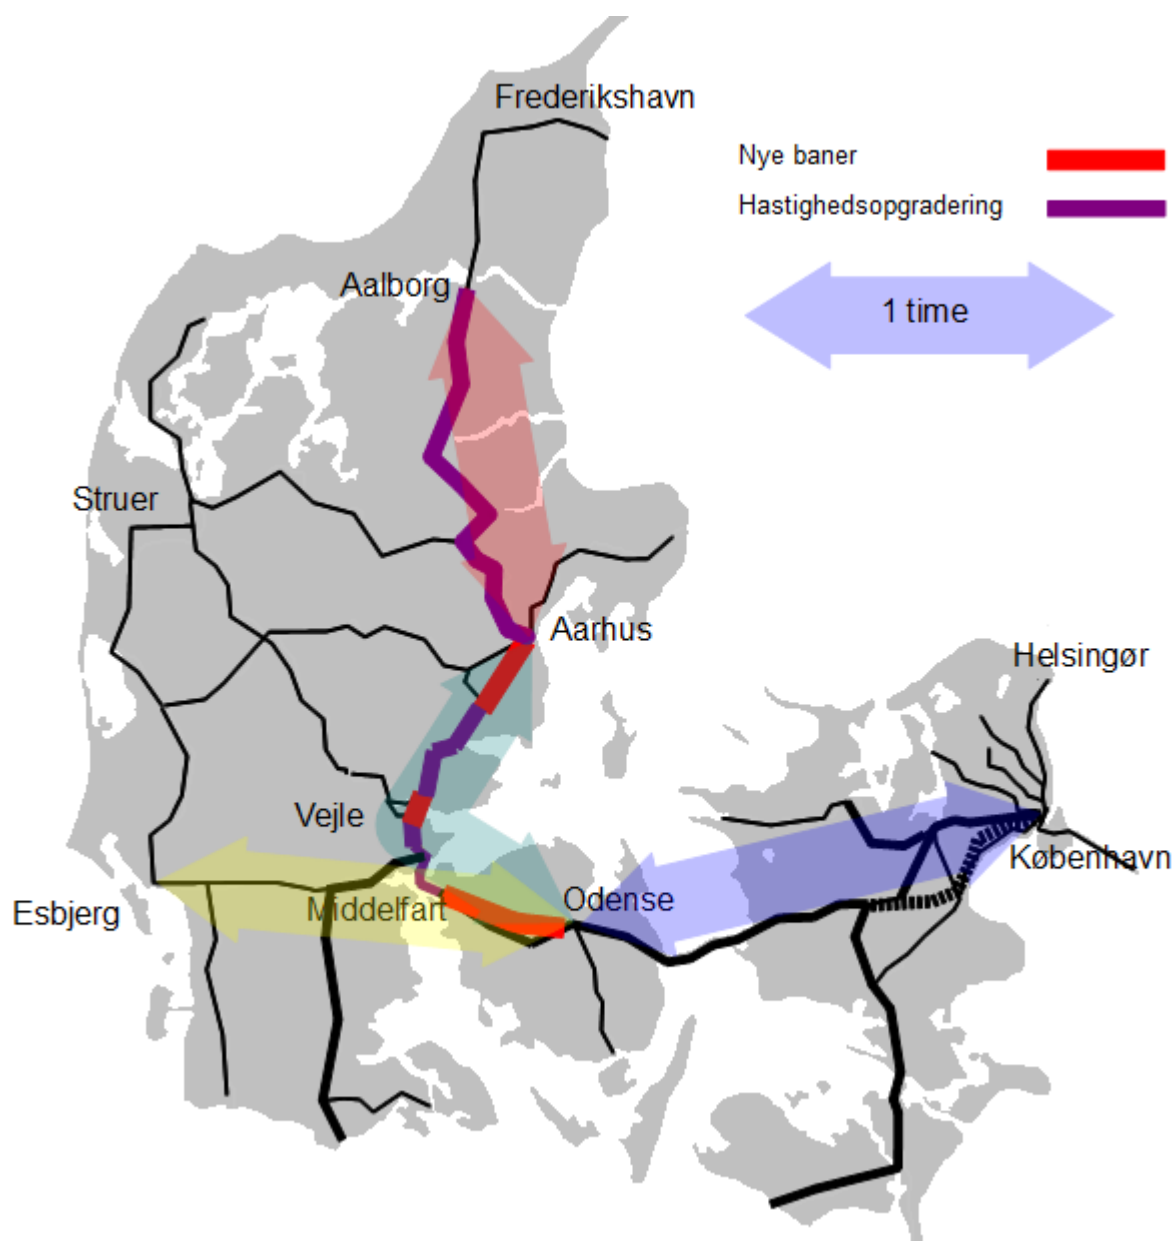 Frederikshavn
Nye baner
Hastighedsopgradering
Aalborg
1 time
Struer
Aarhus
Helsingør
Vejle
København
Esbjerg
Middelfart
Odense